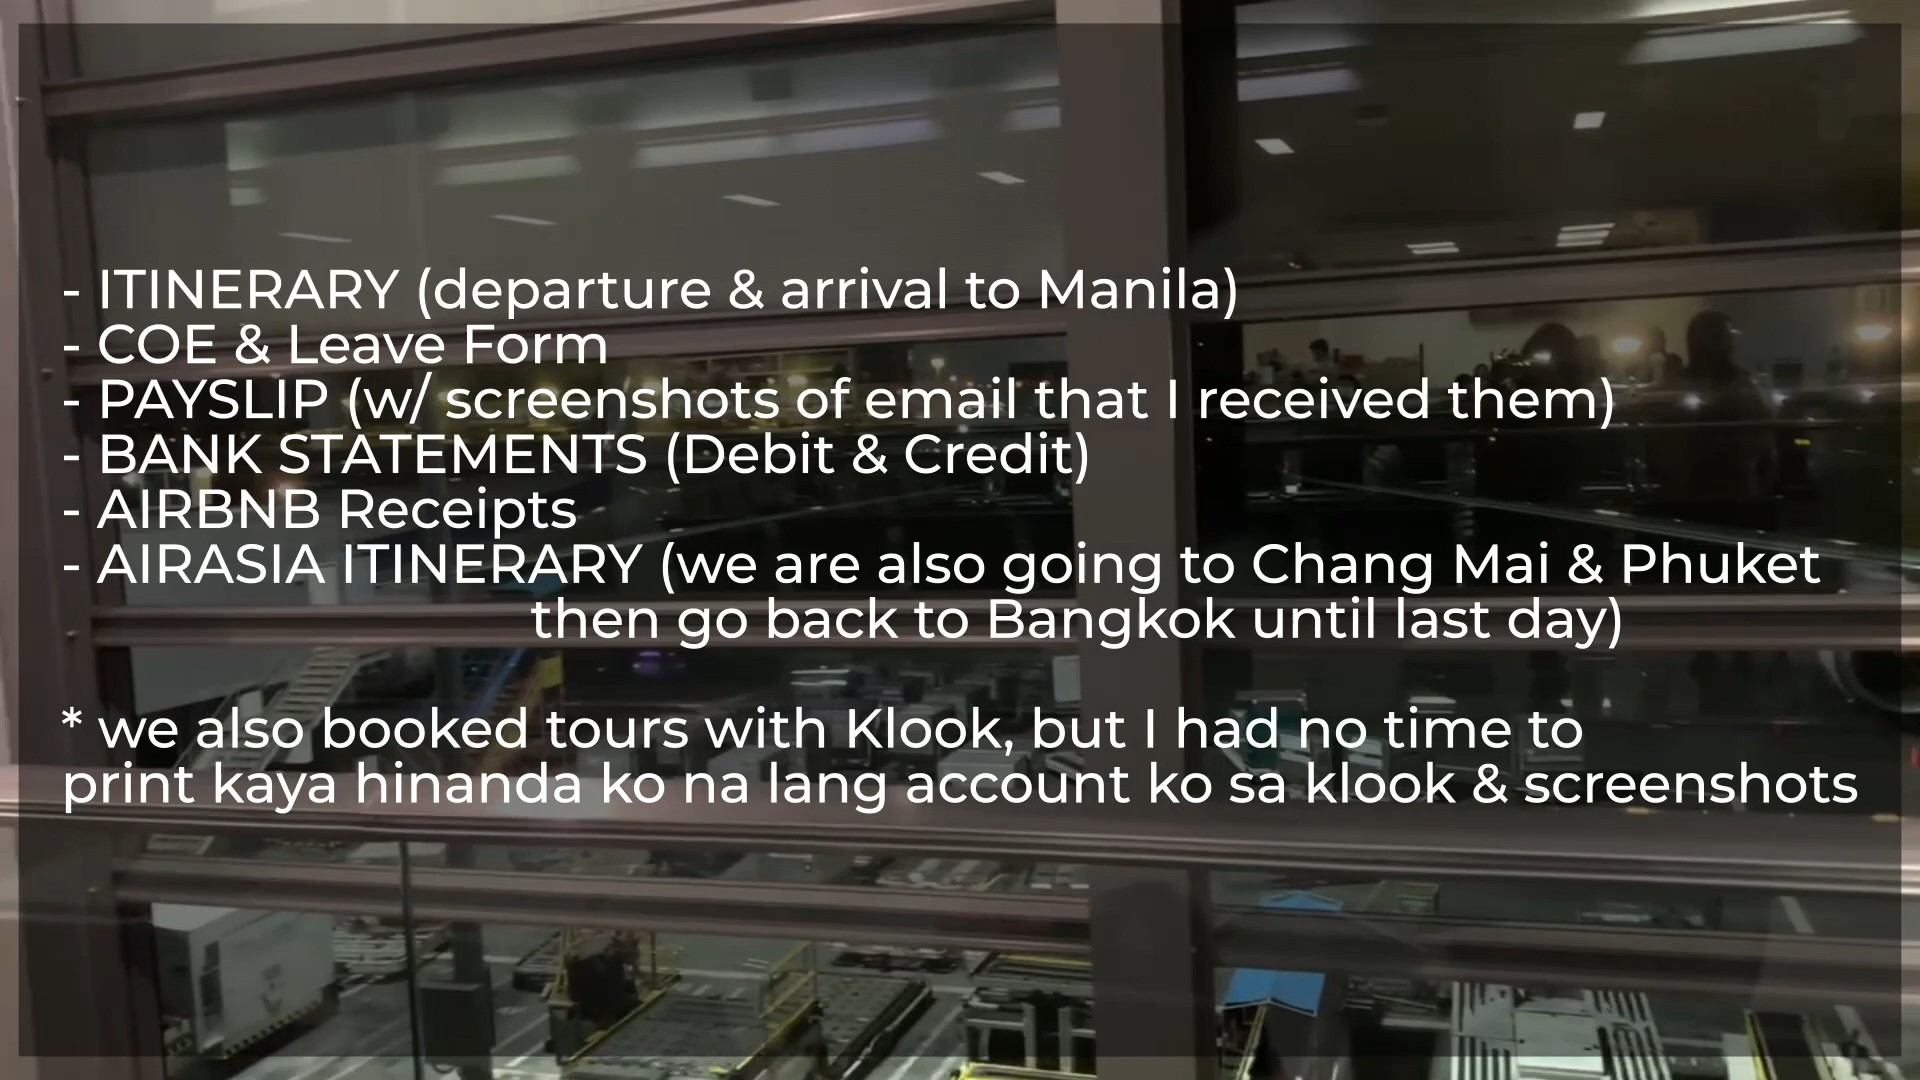 - ITINERARY (departure & arrival to Manila)
- COE & Leave Form
- PAYSLIP (w/ screenshots of email that I received them)
- BANK STATEMENTS (Debit & Credit)
- AIRBNB Receipts
- AIRASIA ITINERARY (we are also going to Chang Mai & Phuket
then go back to Bangkok until last day)
* we also booked tours with Klook, but I had no time to
print kaya hinanda ko na lang account ko sa klook & screenshots